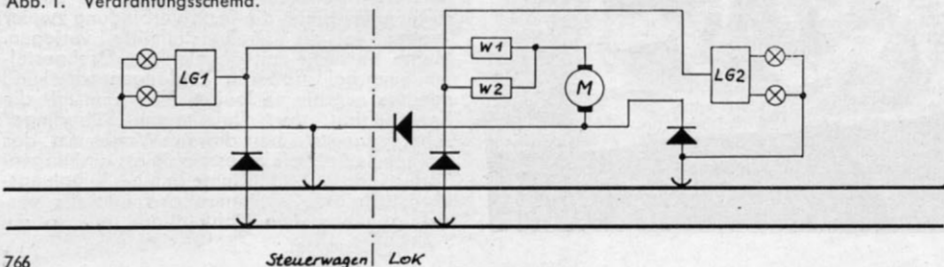 Abb. 1. Verdrahtungsschema.
LG1
W1
W2
M
LG2
766
Steuerwagen | Lok